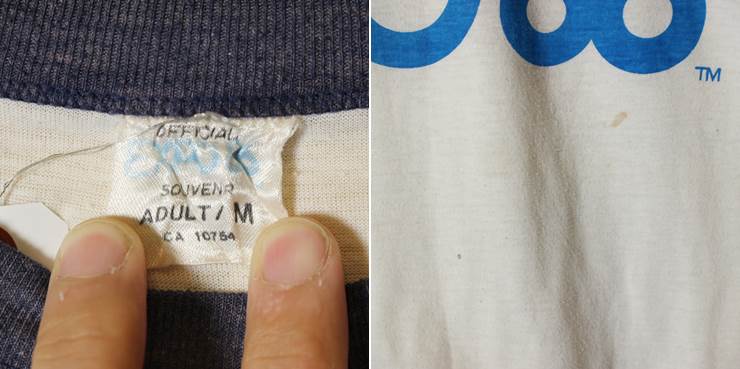 OFFICIAL
SOUVENIR
ADULT / M
CA 10754
TM